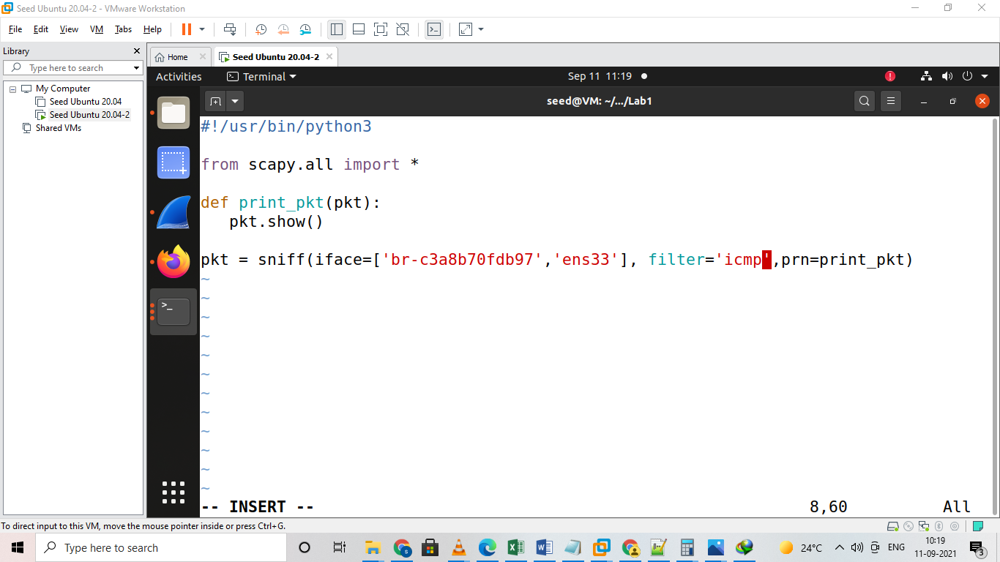 Seed Ubuntu 20.04-2 - VMware Workstation
File Edit View VM Tabs Help
Library
Type here to search
My Computer
Seed Ubuntu 20.04
Seed Ubuntu 20.04-2
Shared VMs
Home
Seed Ubuntu 20.04-2
Activities Terminal Sep 11 11:19
seed@VM: ~/.../Lab1
#!/usr/bin/python3
from scapy.all import *
def print_pkt(pkt):
   pkt.show()
pkt = sniff(iface=['br-c3a8b70fdb97','ens33'], filter='icmp',prn=print_pkt)
~
~
~
~
~
~
~
~
~
~
~
~
-- INSERT -- 8,60 All
To direct input to this VM, move the mouse pointer inside or press Ctrl+G.
Type here to search
24°C ENG 10:19
11-09-2021
3